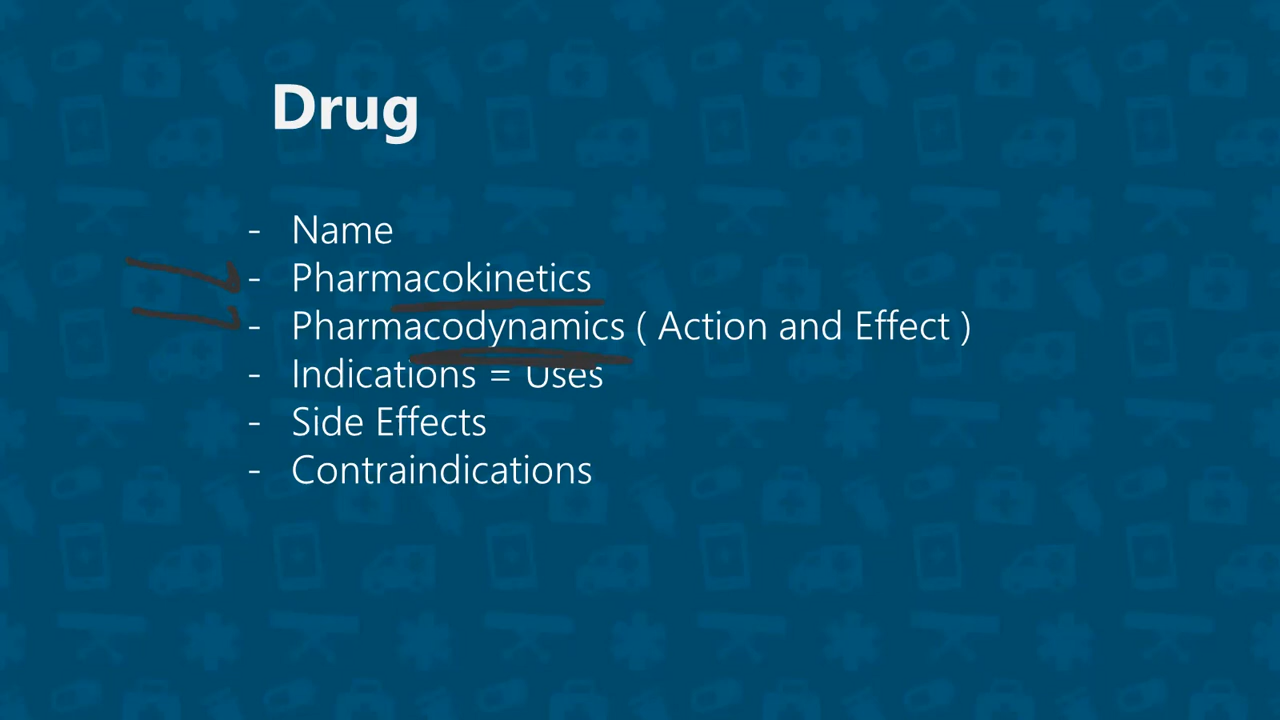 Drug
- Name
- Pharmacokinetics
- Pharmacodynamics ( Action and Effect )
- Indications = Uses
- Side Effects
- Contraindications